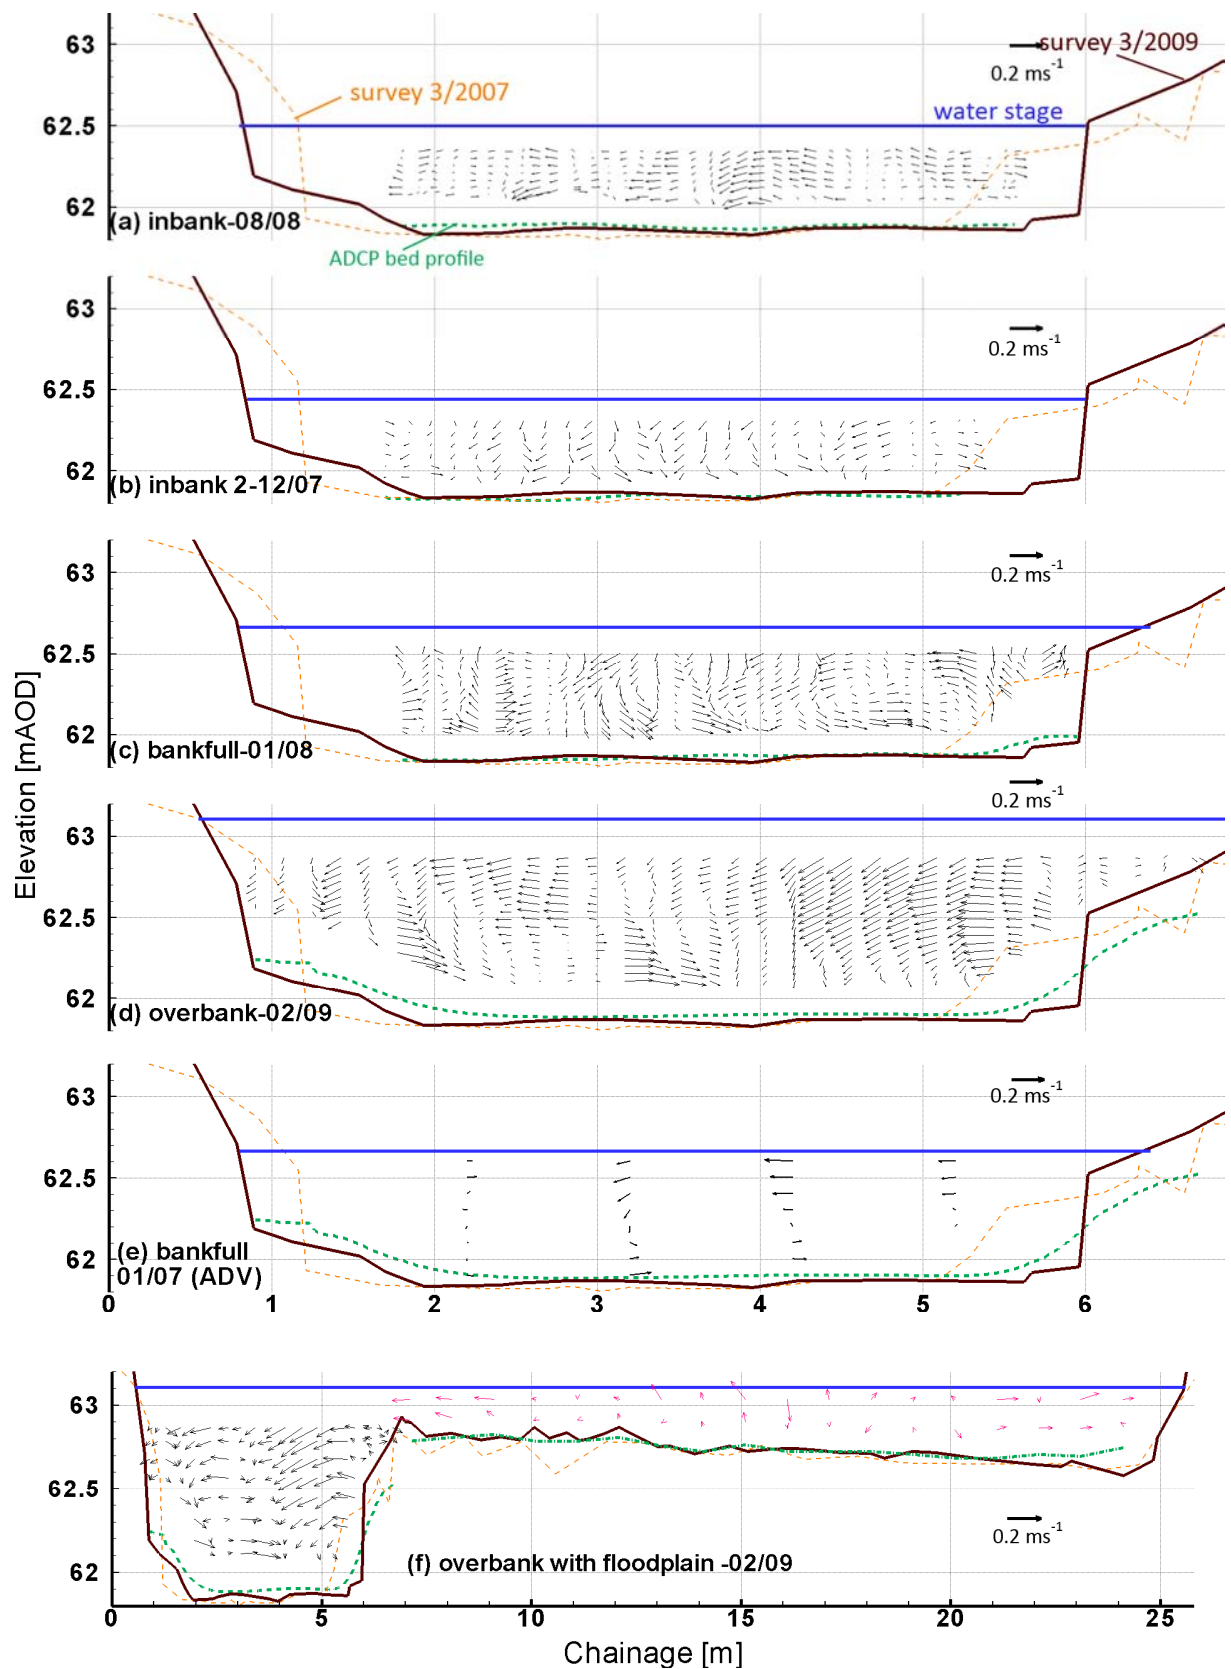 63
survey 3/2009
0.2 ms-1
survey 3/2007
62.5
water stage
62
(a) inbank-08/08
ADCP bed profile
63
0.2 ms-1
62.5
62
(b) inbank 2-12/07
63
0.2 ms-1
62.5
62
(c) bankfull-01/08
0.2 ms-1
63
62.5
62
(d) overbank-02/09
63
0.2 ms-1
62.5
62
(e) bankfull
01/07 (ADV)
0 1 2 3 4 5 6
Elevation [mAOD]
63
62.5
0.2 ms-1
(f) overbank with floodplain -02/09
62
0 5 10 15 20 25
Chainage [m]